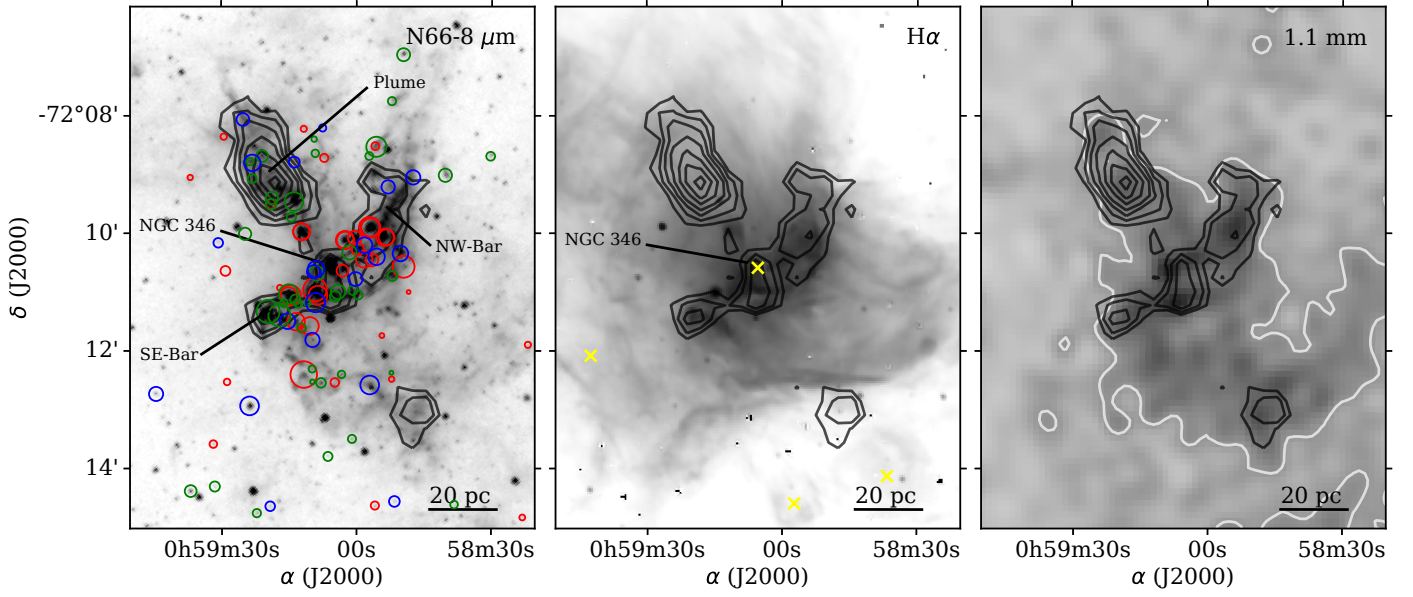 N66-8 μm
Plume
NGC 346
NW-Bar
SE-Bar
20 pc
-72°08'
10'
12'
14'
δ (J2000)
0h59m30s 00s 58m30s
α (J2000)
Hα
NGC 346
20 pc
0h59m30s 00s 58m30s
α (J2000)
1.1 mm
20 pc
0h59m30s 00s 58m30s
α (J2000)